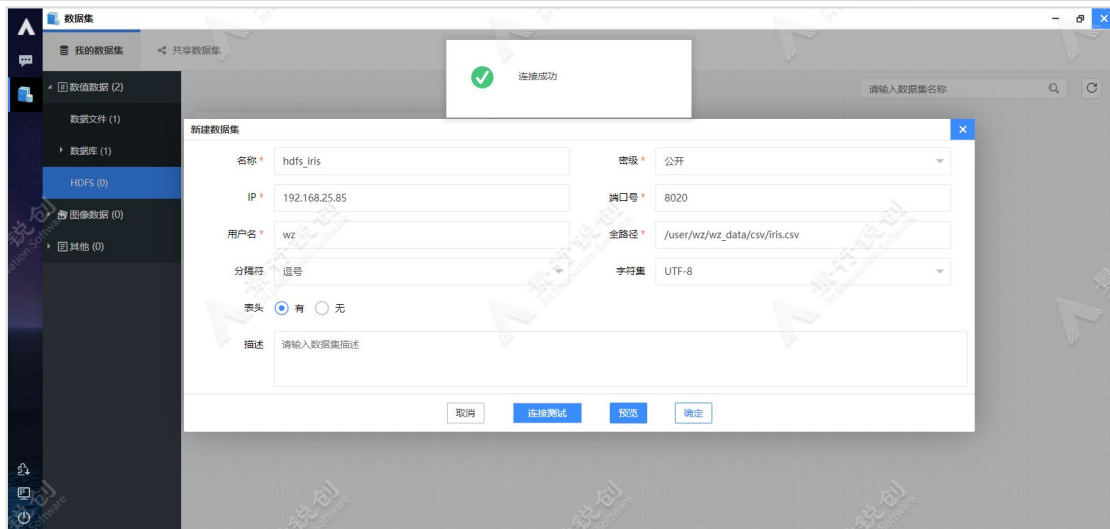 数据集
我的数据集
共享数据集
连接成功
数值数据 (2)
请输入数据集名称
数据文件 (1)
新建数据集
数据库 (1)
名称 * hdfs_iris 密级 * 公开
HDFS (0)
IP * 192.168.25.85 端口号 * 8020
图像数据 (0)
用户名 * wz 全路径 * /user/wz/wz_data/csv/iris.csv
其他 (0)
分隔符 逗号 字符集 UTF-8
表头 有 无
描述 请输入数据集描述
取消 连接测试 预览 确定